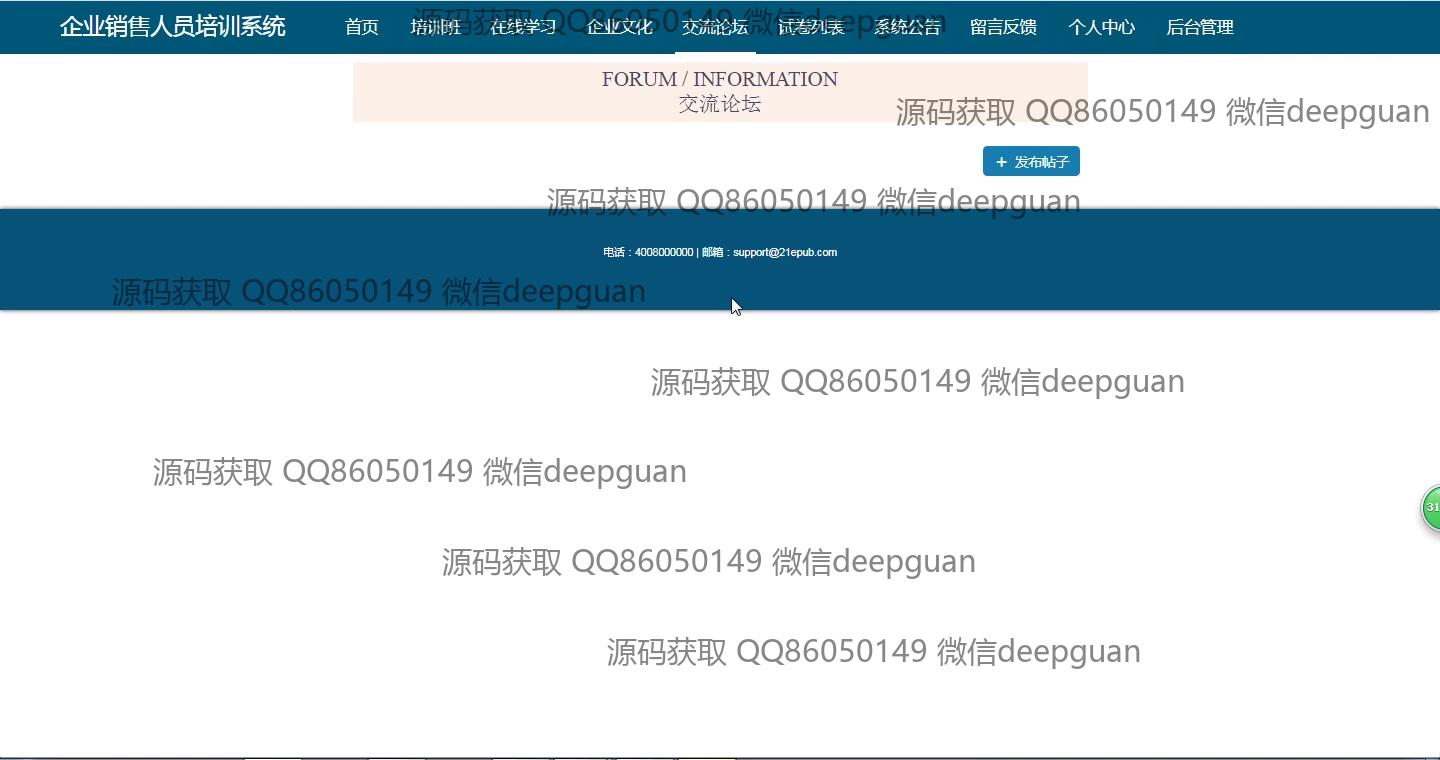 企业销售人员培训系统 首页 培训班 在线学习 企业文化 交流论坛 试卷列表 系统公告 留言反馈 个人中心 后台管理
源码获取 QQ86050149 微信deepguan
FORUM / INFORMATION
交流论坛
源码获取 QQ86050149 微信deepguan
+ 发布帖子
源码获取 QQ86050149 微信deepguan
电话：4008000000 | 邮箱：support@21epub.com
源码获取 QQ86050149 微信deepguan
源码获取 QQ86050149 微信deepguan
源码获取 QQ86050149 微信deepguan
31
源码获取 QQ86050149 微信deepguan
源码获取 QQ86050149 微信deepguan